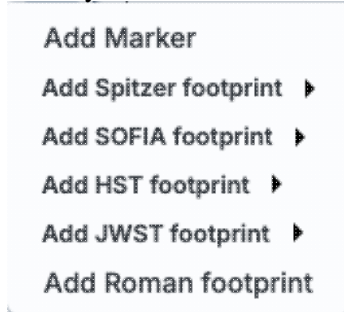 Add Marker
Add Spitzer footprint
Add SOFIA footprint
Add HST footprint
Add JWST footprint
Add Roman footprint